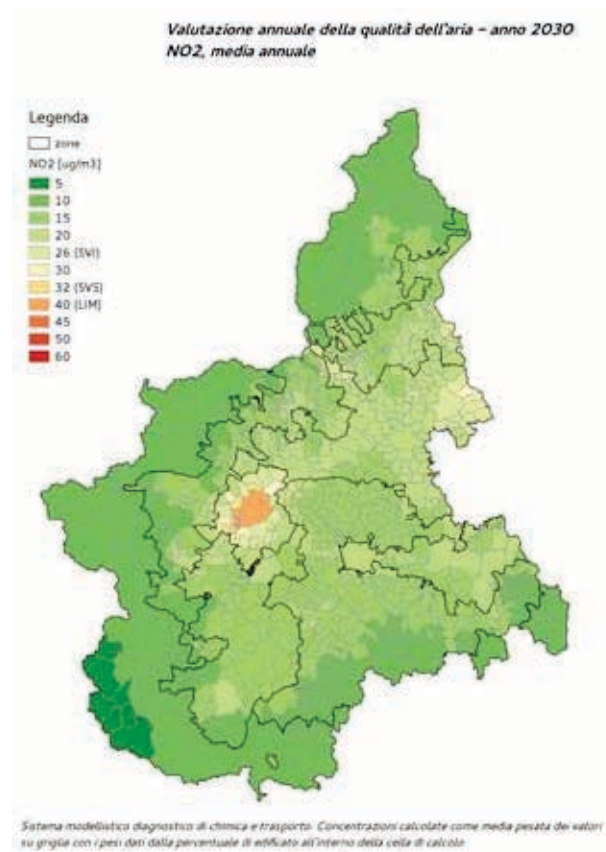 Valutazione annuale della qualità dell'aria - anno 2030
NO2, media annuale
Legenda
zone
NO2 [ug/m3]
5
10
15
20
26 (SVI)
30
32 (SVS)
40 (LIM)
45
50
60
Sistema modellistico diagnostico di chimica e trasporto. Concentrazioni calcolate come media pesata dei valori
su griglia con i pesi dati dalla percentuale di edificato all'interno della cella di calcolo